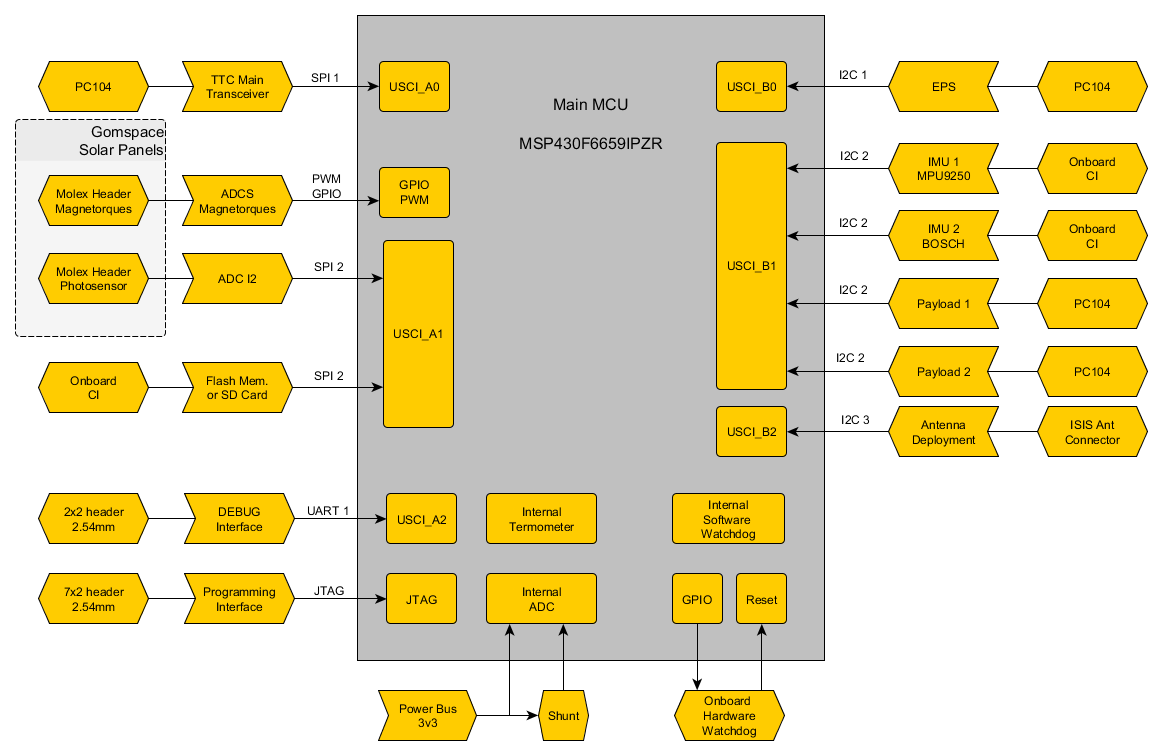 Main MCU
MSP430F6659IPZR
PC104
TTC Main
Transceiver
SPI 1
USCI_A0
Gomspace
Solar Panels
Molex Header
Magnetorques
ADCS
Magnetorques
PWM
GPIO
GPIO
PWM
Molex Header
Photosensor
ADC I2
SPI 2
USCI_A1
Onboard
CI
Flash Mem.
or SD Card
SPI 2
2x2 header
2.54mm
DEBUG
Interface
UART 1
USCI_A2
7x2 header
2.54mm
Programming
Interface
JTAG
JTAG
Internal
Termometer
Internal
ADC
Internal
Software
Watchdog
GPIO
Reset
Power Bus
3v3
Shunt
Onboard
Hardware
Watchdog
USCI_B0
I2C 1
EPS
PC104
USCI_B1
I2C 2
IMU 1
MPU9250
Onboard
CI
I2C 2
IMU 2
BOSCH
Onboard
CI
I2C 2
Payload 1
PC104
I2C 2
Payload 2
PC104
USCI_B2
I2C 3
Antenna
Deployment
ISIS Ant
Connector